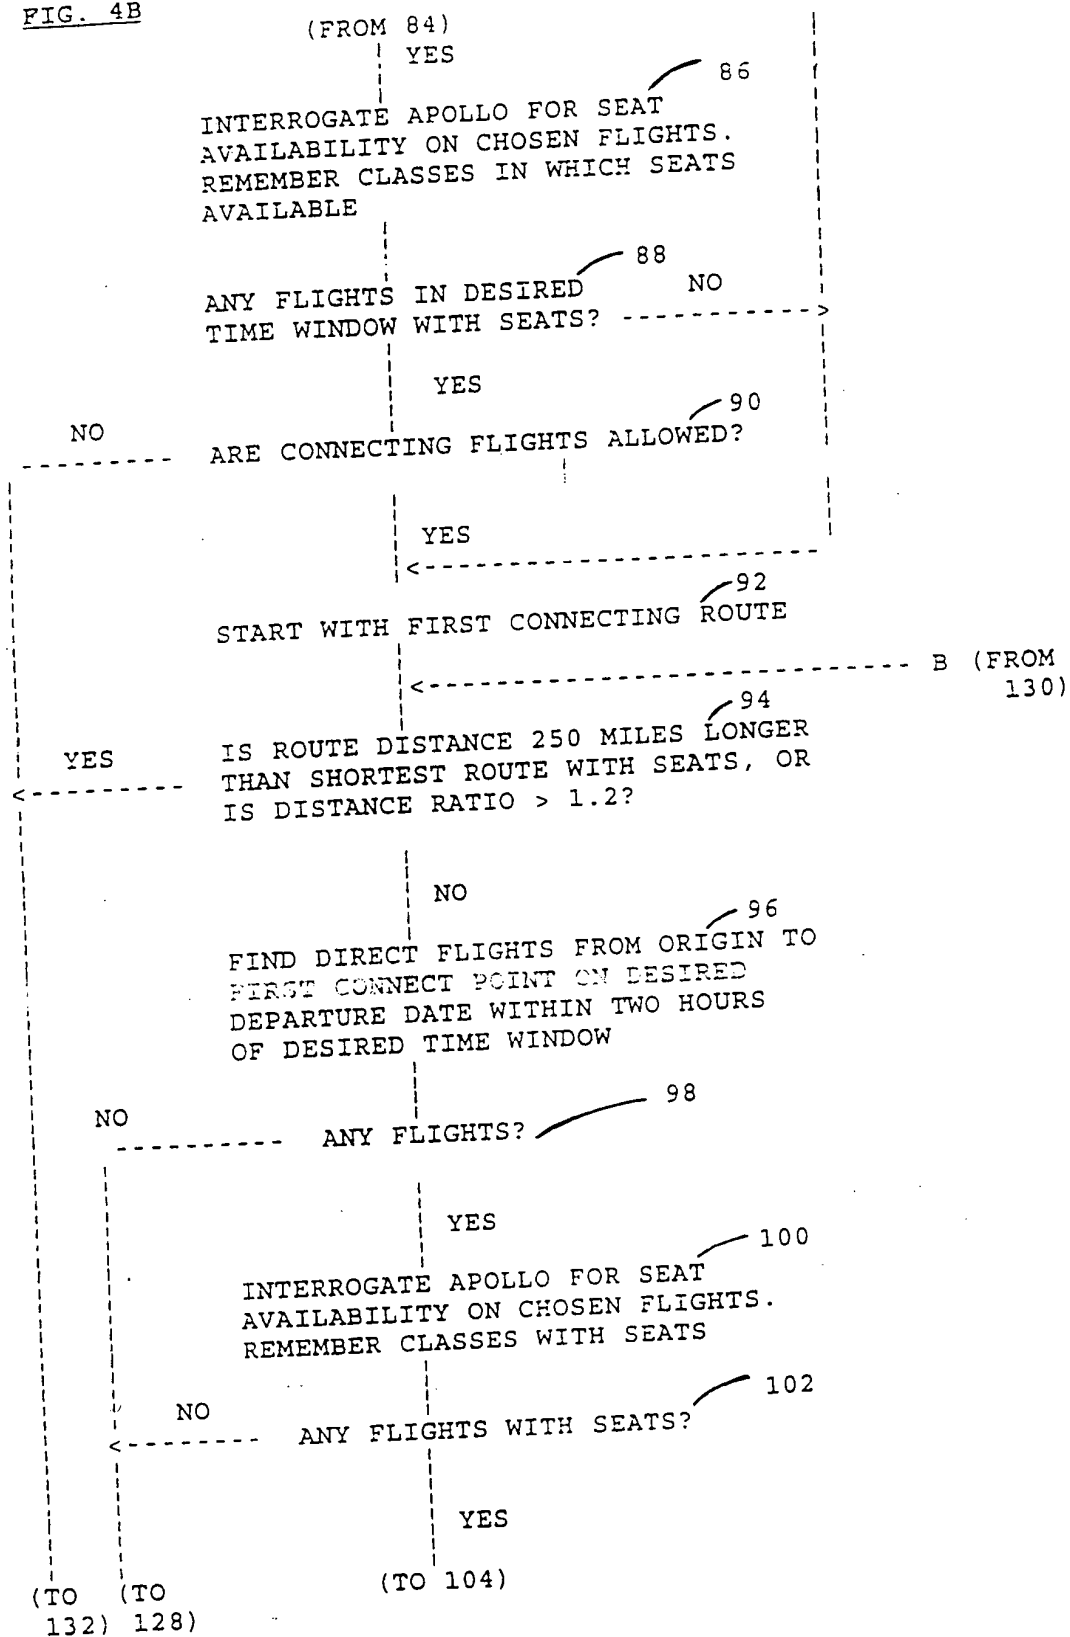 FIG. 4B
(FROM 84)
YES
86
INTERROGATE APOLLO FOR SEAT
AVAILABILITY ON CHOSEN FLIGHTS.
REMEMBER CLASSES IN WHICH SEATS
AVAILABLE
88
ANY FLIGHTS IN DESIRED NO
TIME WINDOW WITH SEATS?
YES
90
NO
ARE CONNECTING FLIGHTS ALLOWED?
YES
92
START WITH FIRST CONNECTING ROUTE
B (FROM
130)
94
YES
IS ROUTE DISTANCE 250 MILES LONGER
THAN SHORTEST ROUTE WITH SEATS, OR
IS DISTANCE RATIO > 1.2?
NO
96
FIND DIRECT FLIGHTS FROM ORIGIN TO
FIRST CONNECT POINT ON DESIRED
DEPARTURE DATE WITHIN TWO HOURS
OF DESIRED TIME WINDOW
98
NO
ANY FLIGHTS?
YES
100
INTERROGATE APOLLO FOR SEAT
AVAILABILITY ON CHOSEN FLIGHTS.
REMEMBER CLASSES WITH SEATS
102
NO
ANY FLIGHTS WITH SEATS?
YES
(TO 104)
(TO (TO
132) 128)